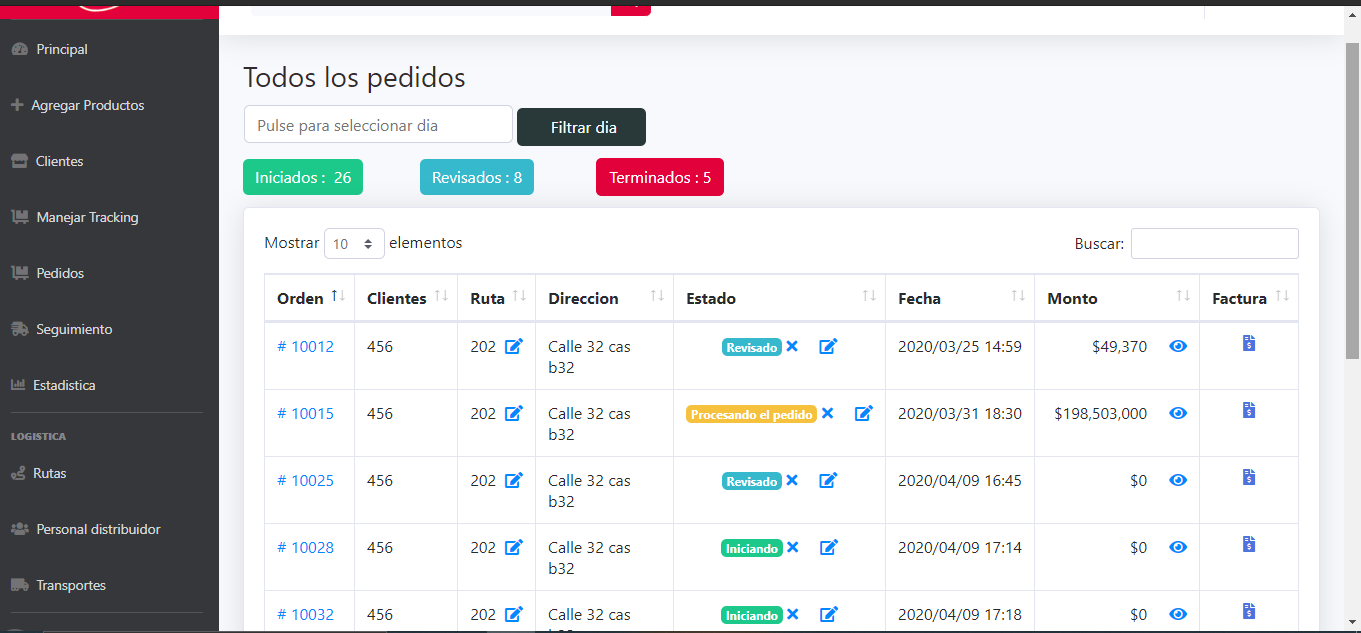 Principal
Agregar Productos
Clientes
Manejar Tracking
Pedidos
Seguimiento
Estadistica
LOGISTICA
Rutas
Personal distribuidor
Transportes
Todos los pedidos
Pulse para seleccionar dia
Filtrar dia
Iniciados : 26
Revisados : 8
Terminados : 5
Mostrar 10 elementos
Buscar:
Orden Clientes Ruta Direccion Estado Fecha Monto Factura
# 10012 456 202 Calle 32 cas Revisado 2020/03/25 14:59 $49,370
b32
# 10015 456 202 Calle 32 cas Procesando el pedido 2020/03/31 18:30 $198,503,000
b32
# 10025 456 202 Calle 32 cas Revisado 2020/04/09 16:45 $0
b32
# 10028 456 202 Calle 32 cas Iniciando 2020/04/09 17:14 $0
b32
# 10032 456 202 Calle 32 cas Iniciando 2020/04/09 17:18 $0